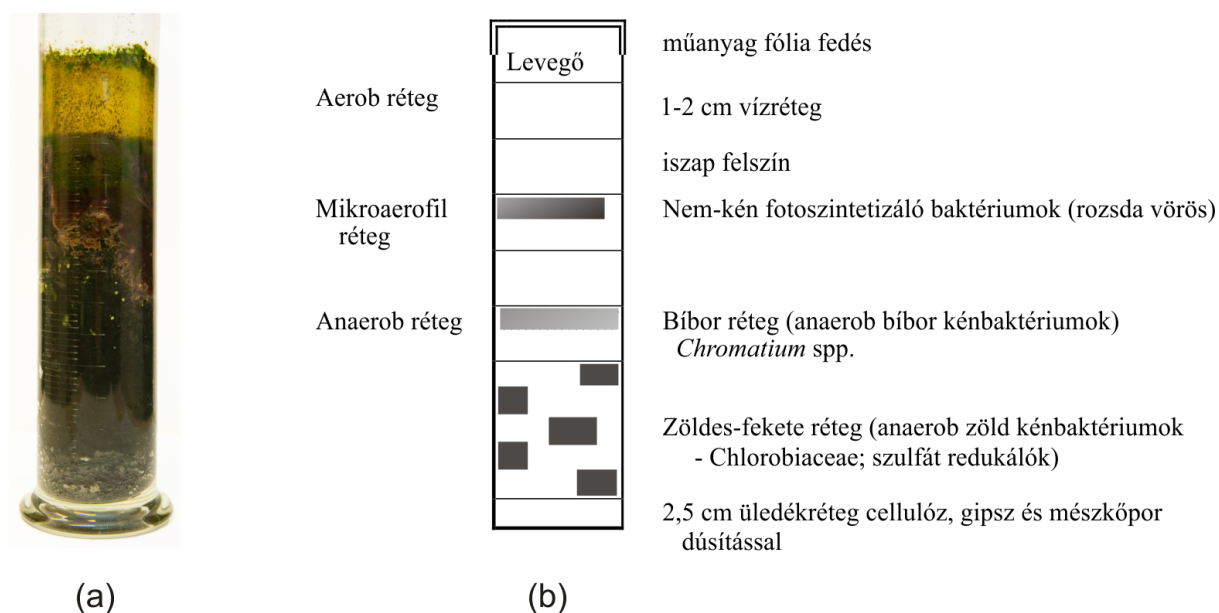 műanyag fólia fedés
Levegő
Aerob réteg
1-2 cm vízréteg
iszap felszín
Mikroaerofil
réteg
Nem-kén fotoszintetizáló baktériumok (rozsda vörös)
Anaerob réteg
Bíbor réteg (anaerob bíbor kénbaktériumok)
Chromatium spp.
Zöldes-fekete réteg (anaerob zöld kénbaktériumok
- Chlorobiaceae; szulfát redukálók)
2,5 cm üledékréteg cellulóz, gipsz és mészkőpor
dúsítással
(a)
(b)